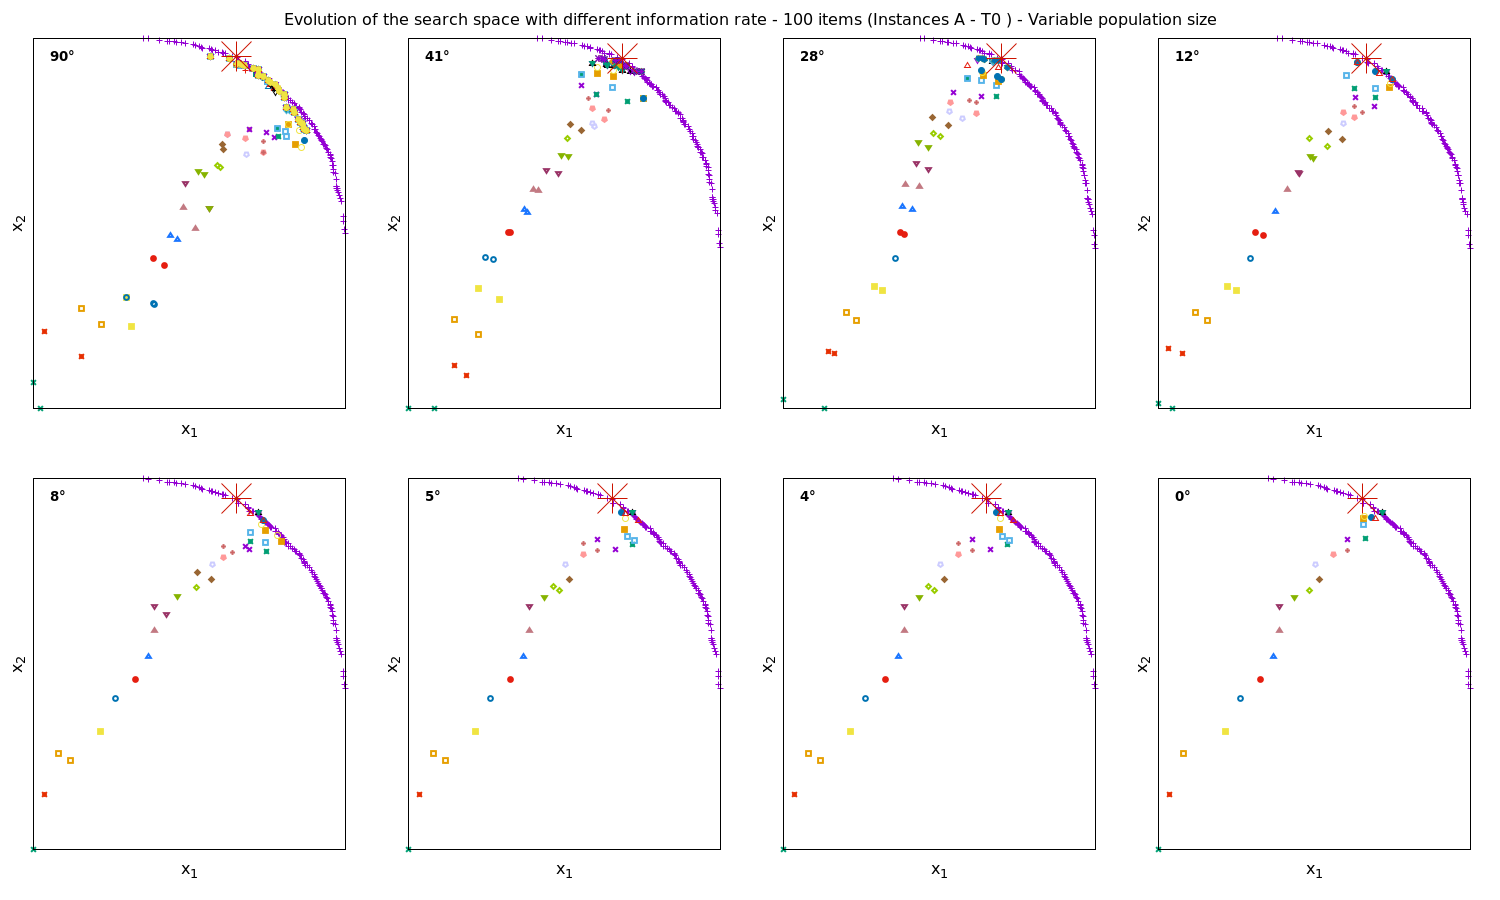 Evolution of the search space with different information rate - 100 items (Instances A - T0 ) - Variable population size
90°
41°
28°
12°
x2
x2
x2
x2
x1
x1
x1
x1
8°
5°
4°
0°
x2
x2
x2
x2
x1
x1
x1
x1